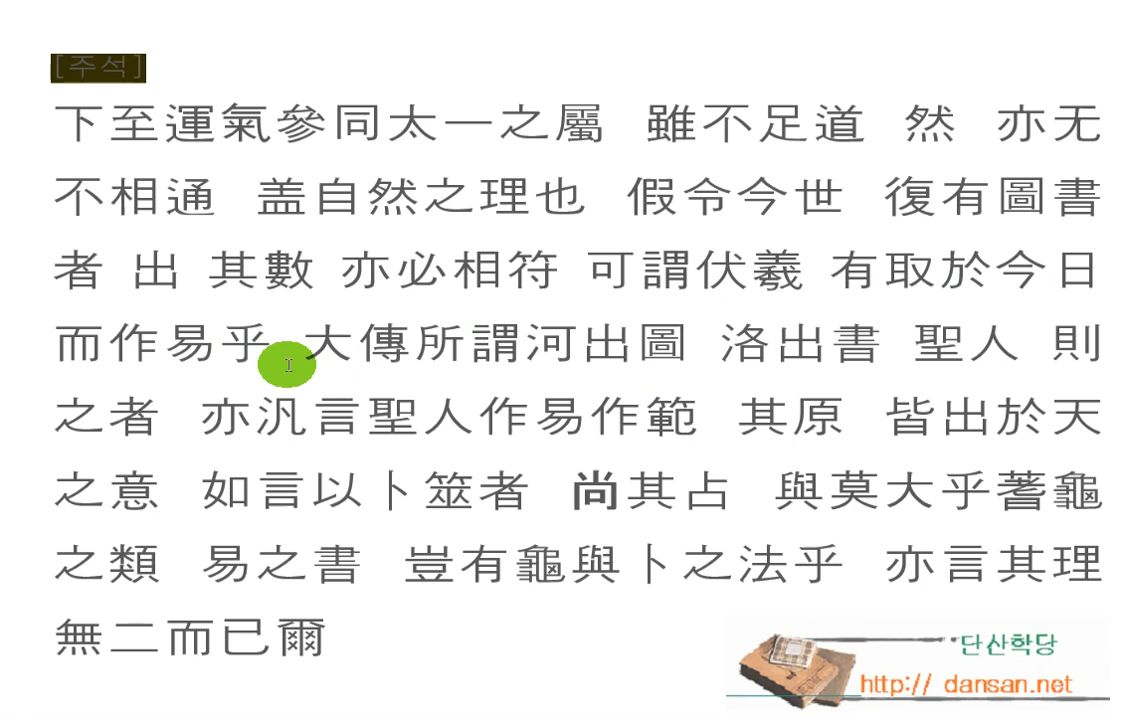 [주석]
下至運氣參同太一之屬 雖不足道 然 亦无
不相通 盖自然之理也 假令今世 復有圖書
者 出 其數 亦必相符 可謂伏羲 有取於今日
而作易乎 大傳所謂河出圖 洛出書 聖人 則
之者 亦汎言聖人作易作範 其原 皆出於天
之意 如言以卜筮者 尚其占 與莫大乎蓍龜
之類 易之書 豈有龜與卜之法乎 亦言其理
無二而已爾
단산학당
http:// dansan.net